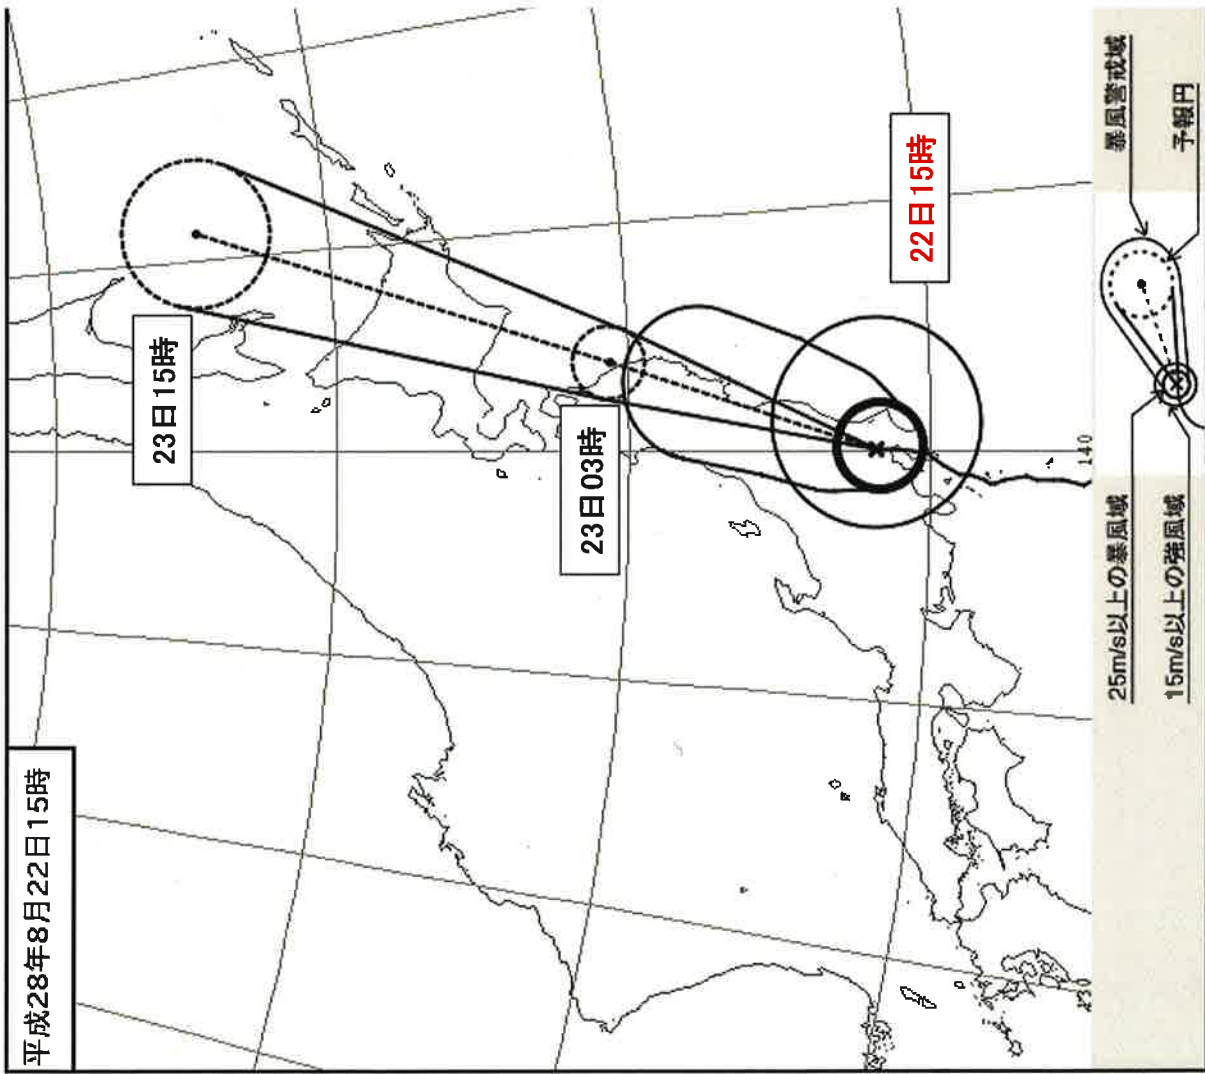 平成28年8月22日15時
23日15時
23日03時
22日15時
140
130
25m/s以上の暴風域
暴風警戒域
15m/s以上の強風域
予報円